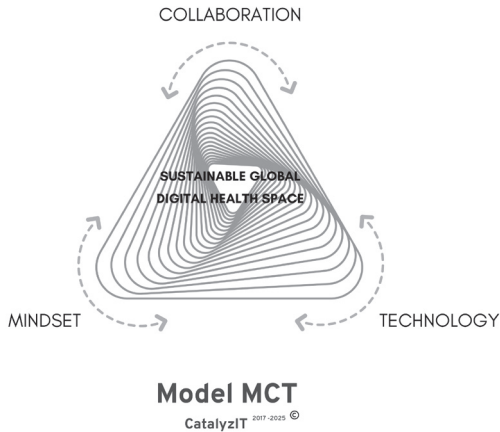 COLLABORATION
SUSTAINABLE GLOBAL
DIGITAL HEALTH SPACE
MINDSET
TECHNOLOGY
Model MCT
CatalyzIT 2017 -2025 ©